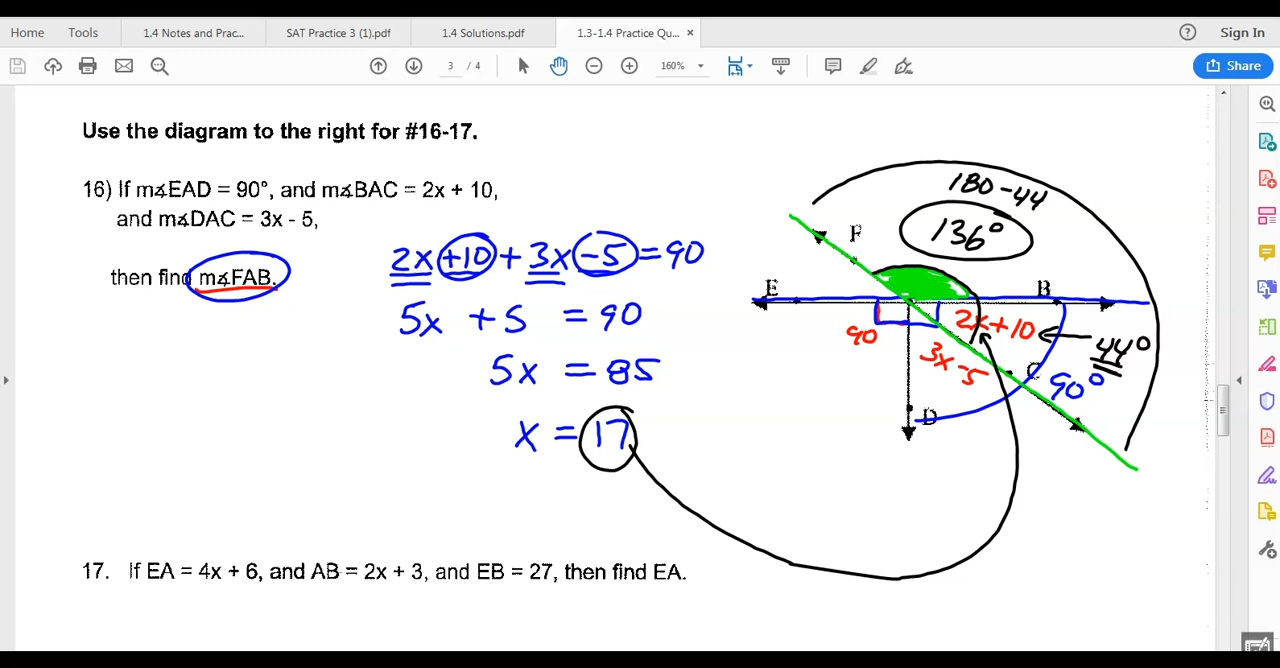 Home Tools 1.4 Notes and Prac... SAT Practice 3 (1).pdf 1.4 Solutions.pdf 1.3-1.4 Practice Qu... × ? Sign In
3 / 4 160% Share
Use the diagram to the right for #16-17.
16) If m∡EAD = 90°, and m∡BAC = 2x + 10,
and m∡DAC = 3x - 5,
then find m∡FAB.
2x +10 + 3x -5 = 90
5x + 5 = 90
5x = 85
x = 17
180-44
136°
F
E
B
2x+10
44°
90
3x-5
C
90°
D
17. If EA = 4x + 6, and AB = 2x + 3, and EB = 27, then find EA.